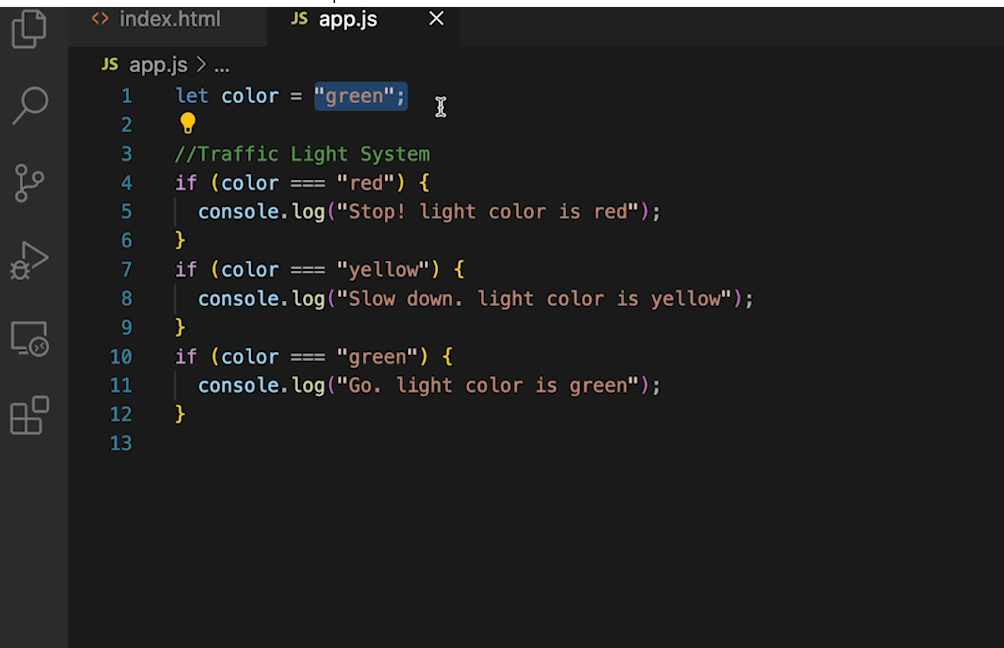 index.html JS app.js
JS app.js > ...
1 let color = "green";
2
3 //Traffic Light System
4 if (color === "red") {
5 console.log("Stop! light color is red");
6 }
7 if (color === "yellow") {
8 console.log("Slow down. light color is yellow");
9 }
10 if (color === "green") {
11 console.log("Go. light color is green");
12 }
13